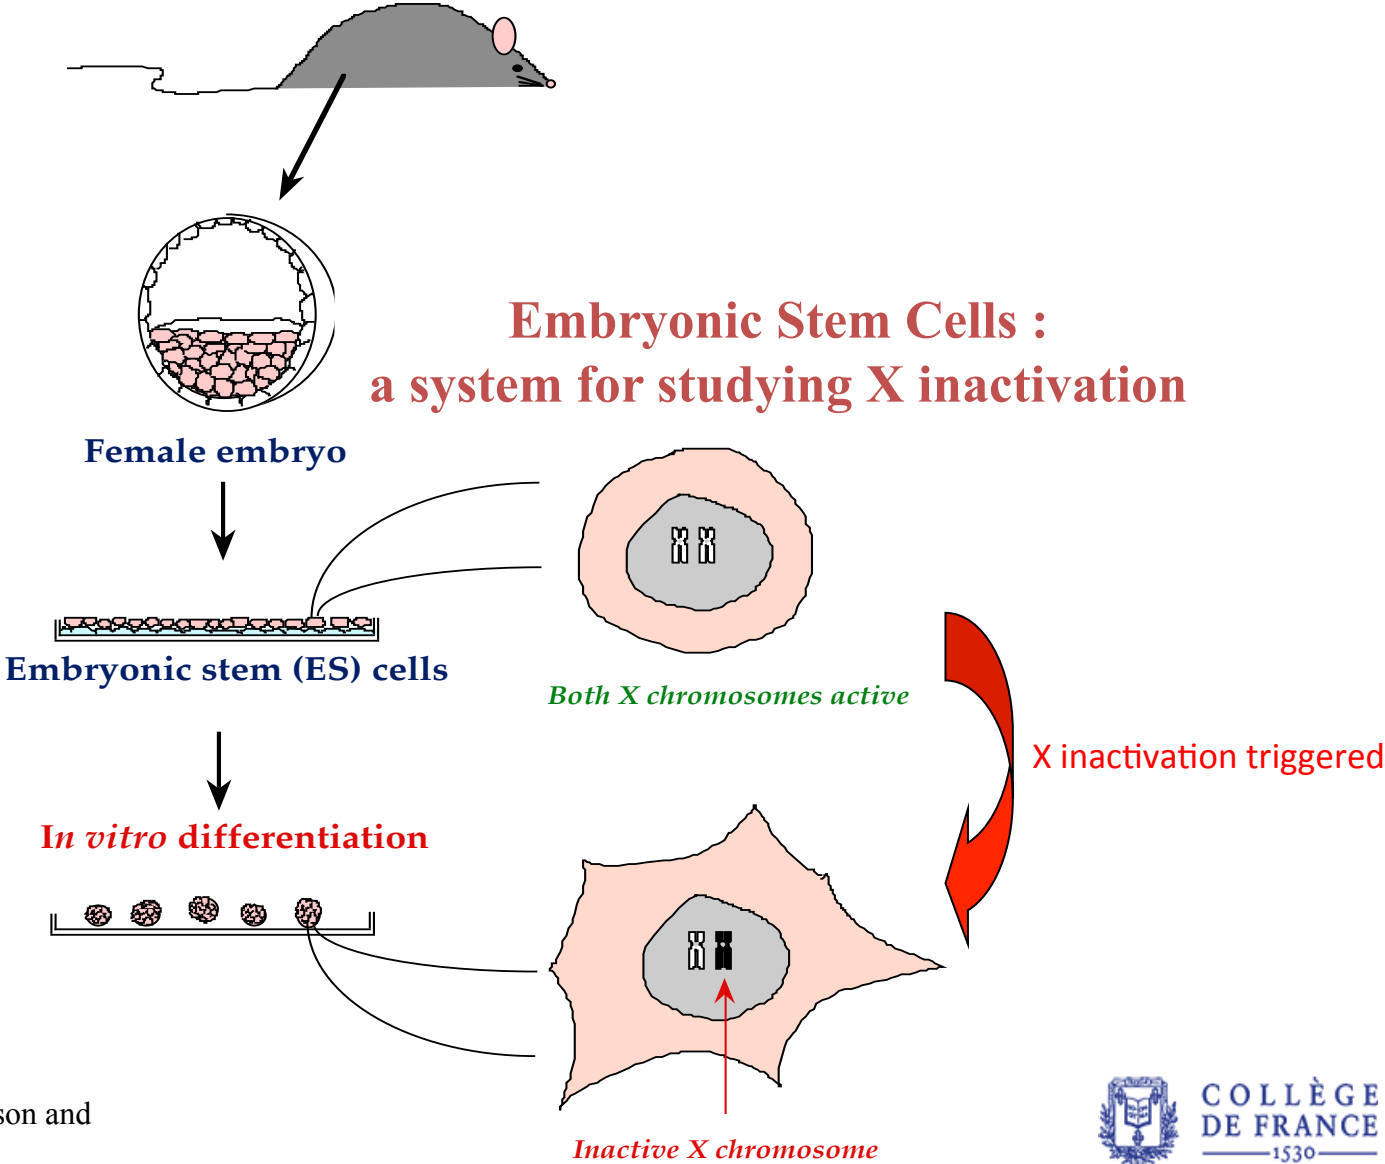 Embryonic Stem Cells :
a system for studying X inactivation
Female embryo
Embryonic stem (ES) cells
Both X chromosomes active
X inactivation triggered
In vitro differentiation
Inactive X chromosome
son and
COLLÈGE
DE FRANCE
1530